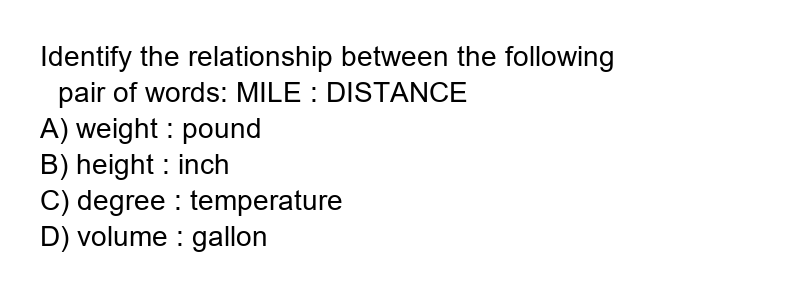 Identify the relationship between the following
pair of words: MILE : DISTANCE
A) weight : pound
B) height : inch
C) degree : temperature
D) volume : gallon